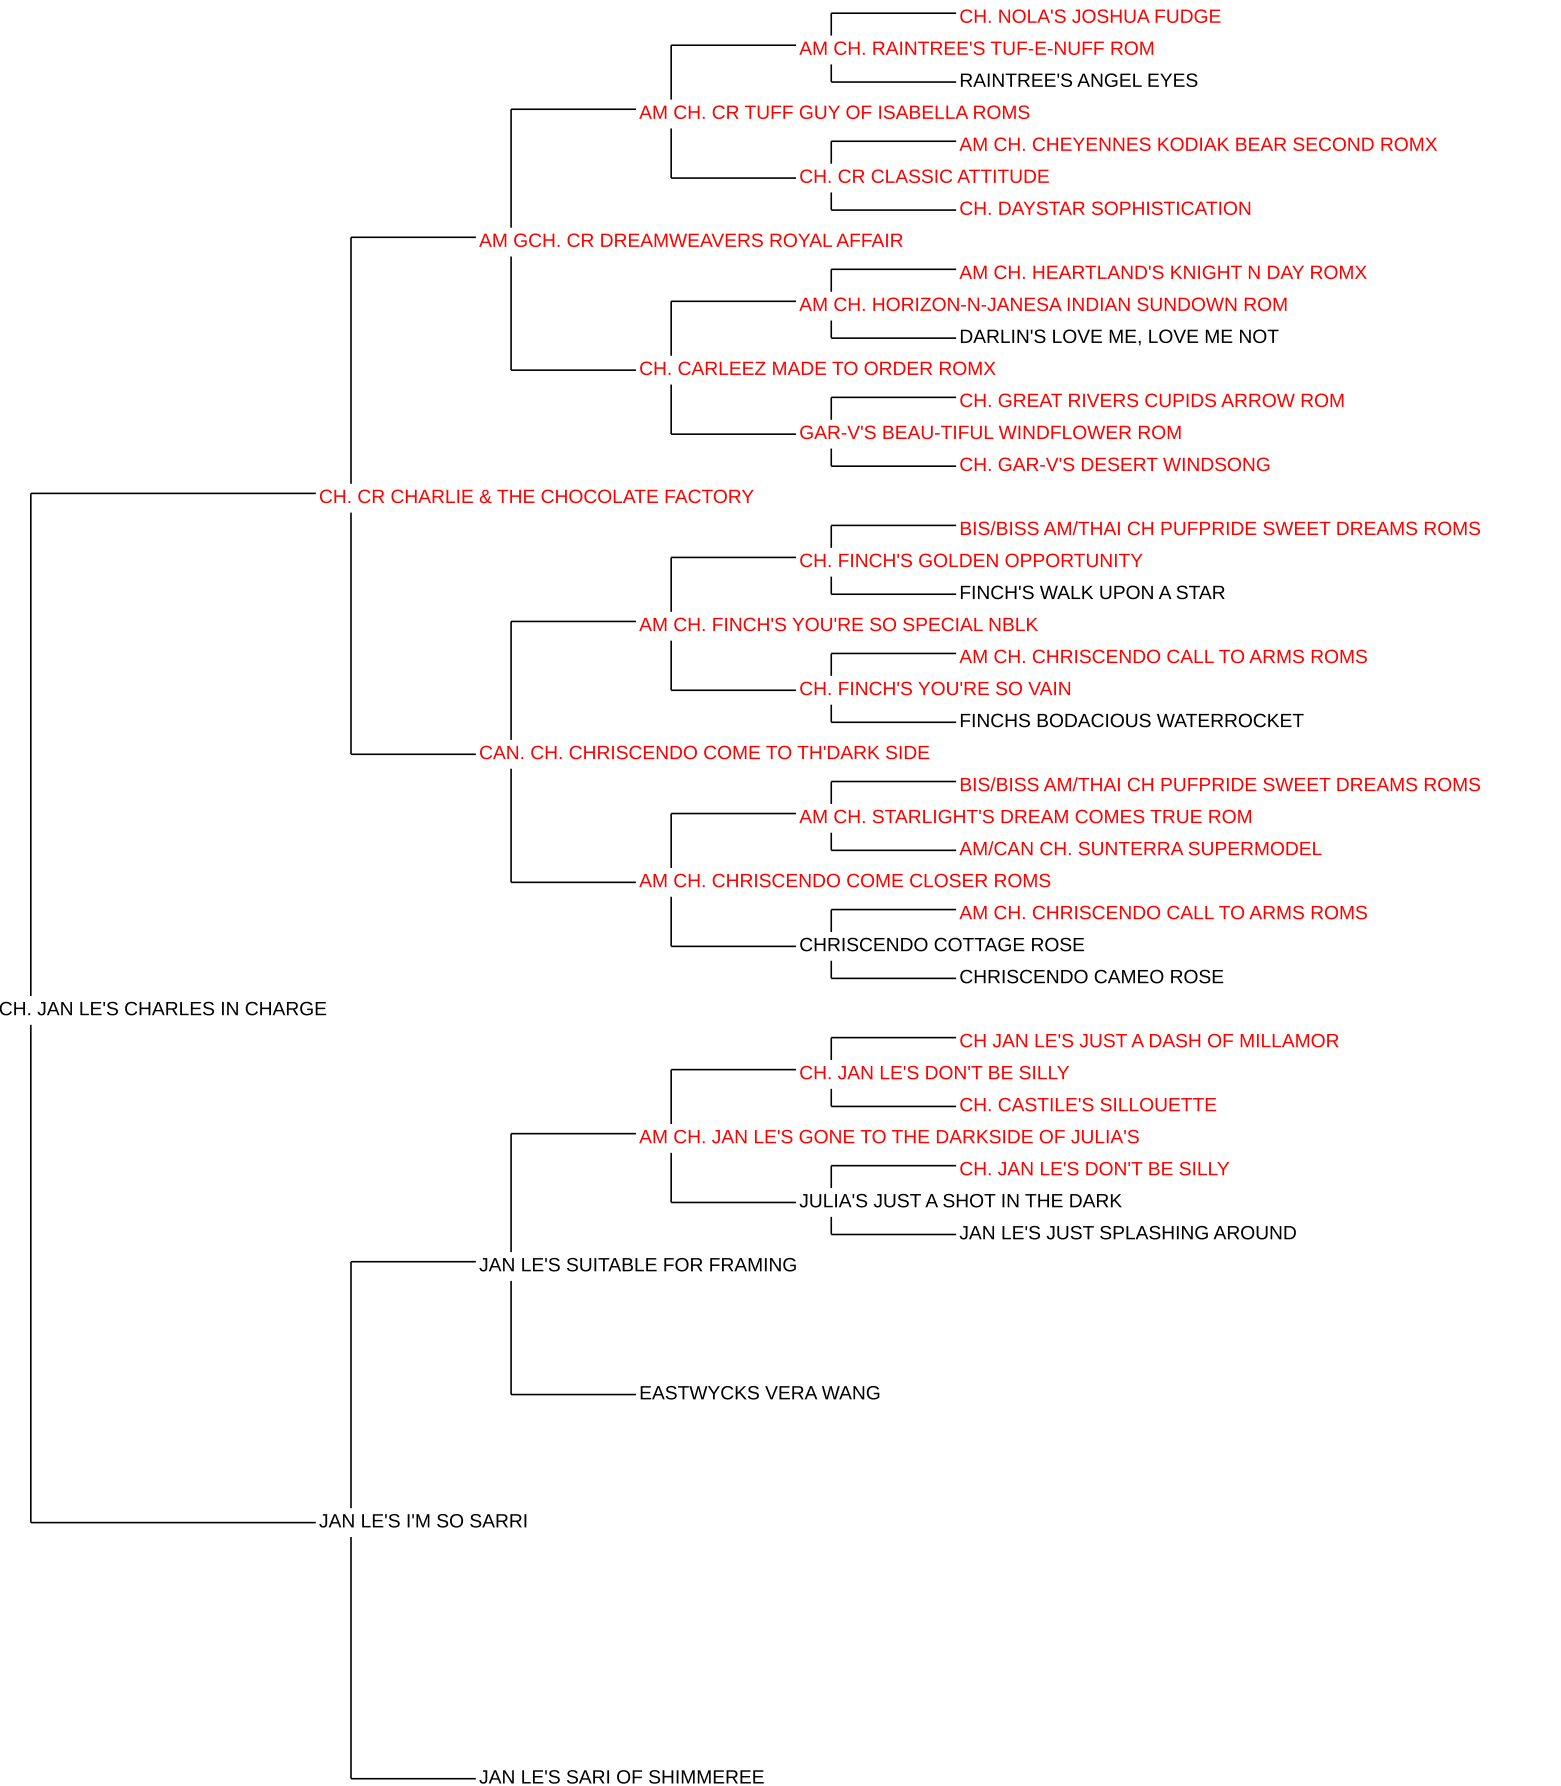 CH. NOLA'S JOSHUA FUDGE
AM CH. RAINTREE'S TUF-E-NUFF ROM
RAINTREE'S ANGEL EYES
AM CH. CR TUFF GUY OF ISABELLA ROMS
AM CH. CHEYENNES KODIAK BEAR SECOND ROMX
CH. CR CLASSIC ATTITUDE
CH. DAYSTAR SOPHISTICATION
AM GCH. CR DREAMWEAVERS ROYAL AFFAIR
AM CH. HEARTLAND'S KNIGHT N DAY ROMX
AM CH. HORIZON-N-JANESA INDIAN SUNDOWN ROM
DARLIN'S LOVE ME, LOVE ME NOT
CH. CARLEEZ MADE TO ORDER ROMX
CH. GREAT RIVERS CUPIDS ARROW ROM
GAR-V'S BEAU-TIFUL WINDFLOWER ROM
CH. GAR-V'S DESERT WINDSONG
CH. CR CHARLIE & THE CHOCOLATE FACTORY
BIS/BISS AM/THAI CH PUFPRIDE SWEET DREAMS ROMS
CH. FINCH'S GOLDEN OPPORTUNITY
FINCH'S WALK UPON A STAR
AM CH. FINCH'S YOU'RE SO SPECIAL NBLK
AM CH. CHRISCENDO CALL TO ARMS ROMS
CH. FINCH'S YOU'RE SO VAIN
FINCHS BODACIOUS WATERROCKET
CAN. CH. CHRISCENDO COME TO TH'DARK SIDE
BIS/BISS AM/THAI CH PUFPRIDE SWEET DREAMS ROMS
AM CH. STARLIGHT'S DREAM COMES TRUE ROM
AM/CAN CH. SUNTERRA SUPERMODEL
AM CH. CHRISCENDO COME CLOSER ROMS
AM CH. CHRISCENDO CALL TO ARMS ROMS
CHRISCENDO COTTAGE ROSE
CHRISCENDO CAMEO ROSE
CH. JAN LE'S CHARLES IN CHARGE
CH JAN LE'S JUST A DASH OF MILLAMOR
CH. JAN LE'S DON'T BE SILLY
CH. CASTILE'S SILLOUETTE
AM CH. JAN LE'S GONE TO THE DARKSIDE OF JULIA'S
CH. JAN LE'S DON'T BE SILLY
JULIA'S JUST A SHOT IN THE DARK
JAN LE'S JUST SPLASHING AROUND
JAN LE'S SUITABLE FOR FRAMING
EASTWYCKS VERA WANG
JAN LE'S I'M SO SARRI
JAN LE'S SARI OF SHIMMEREE